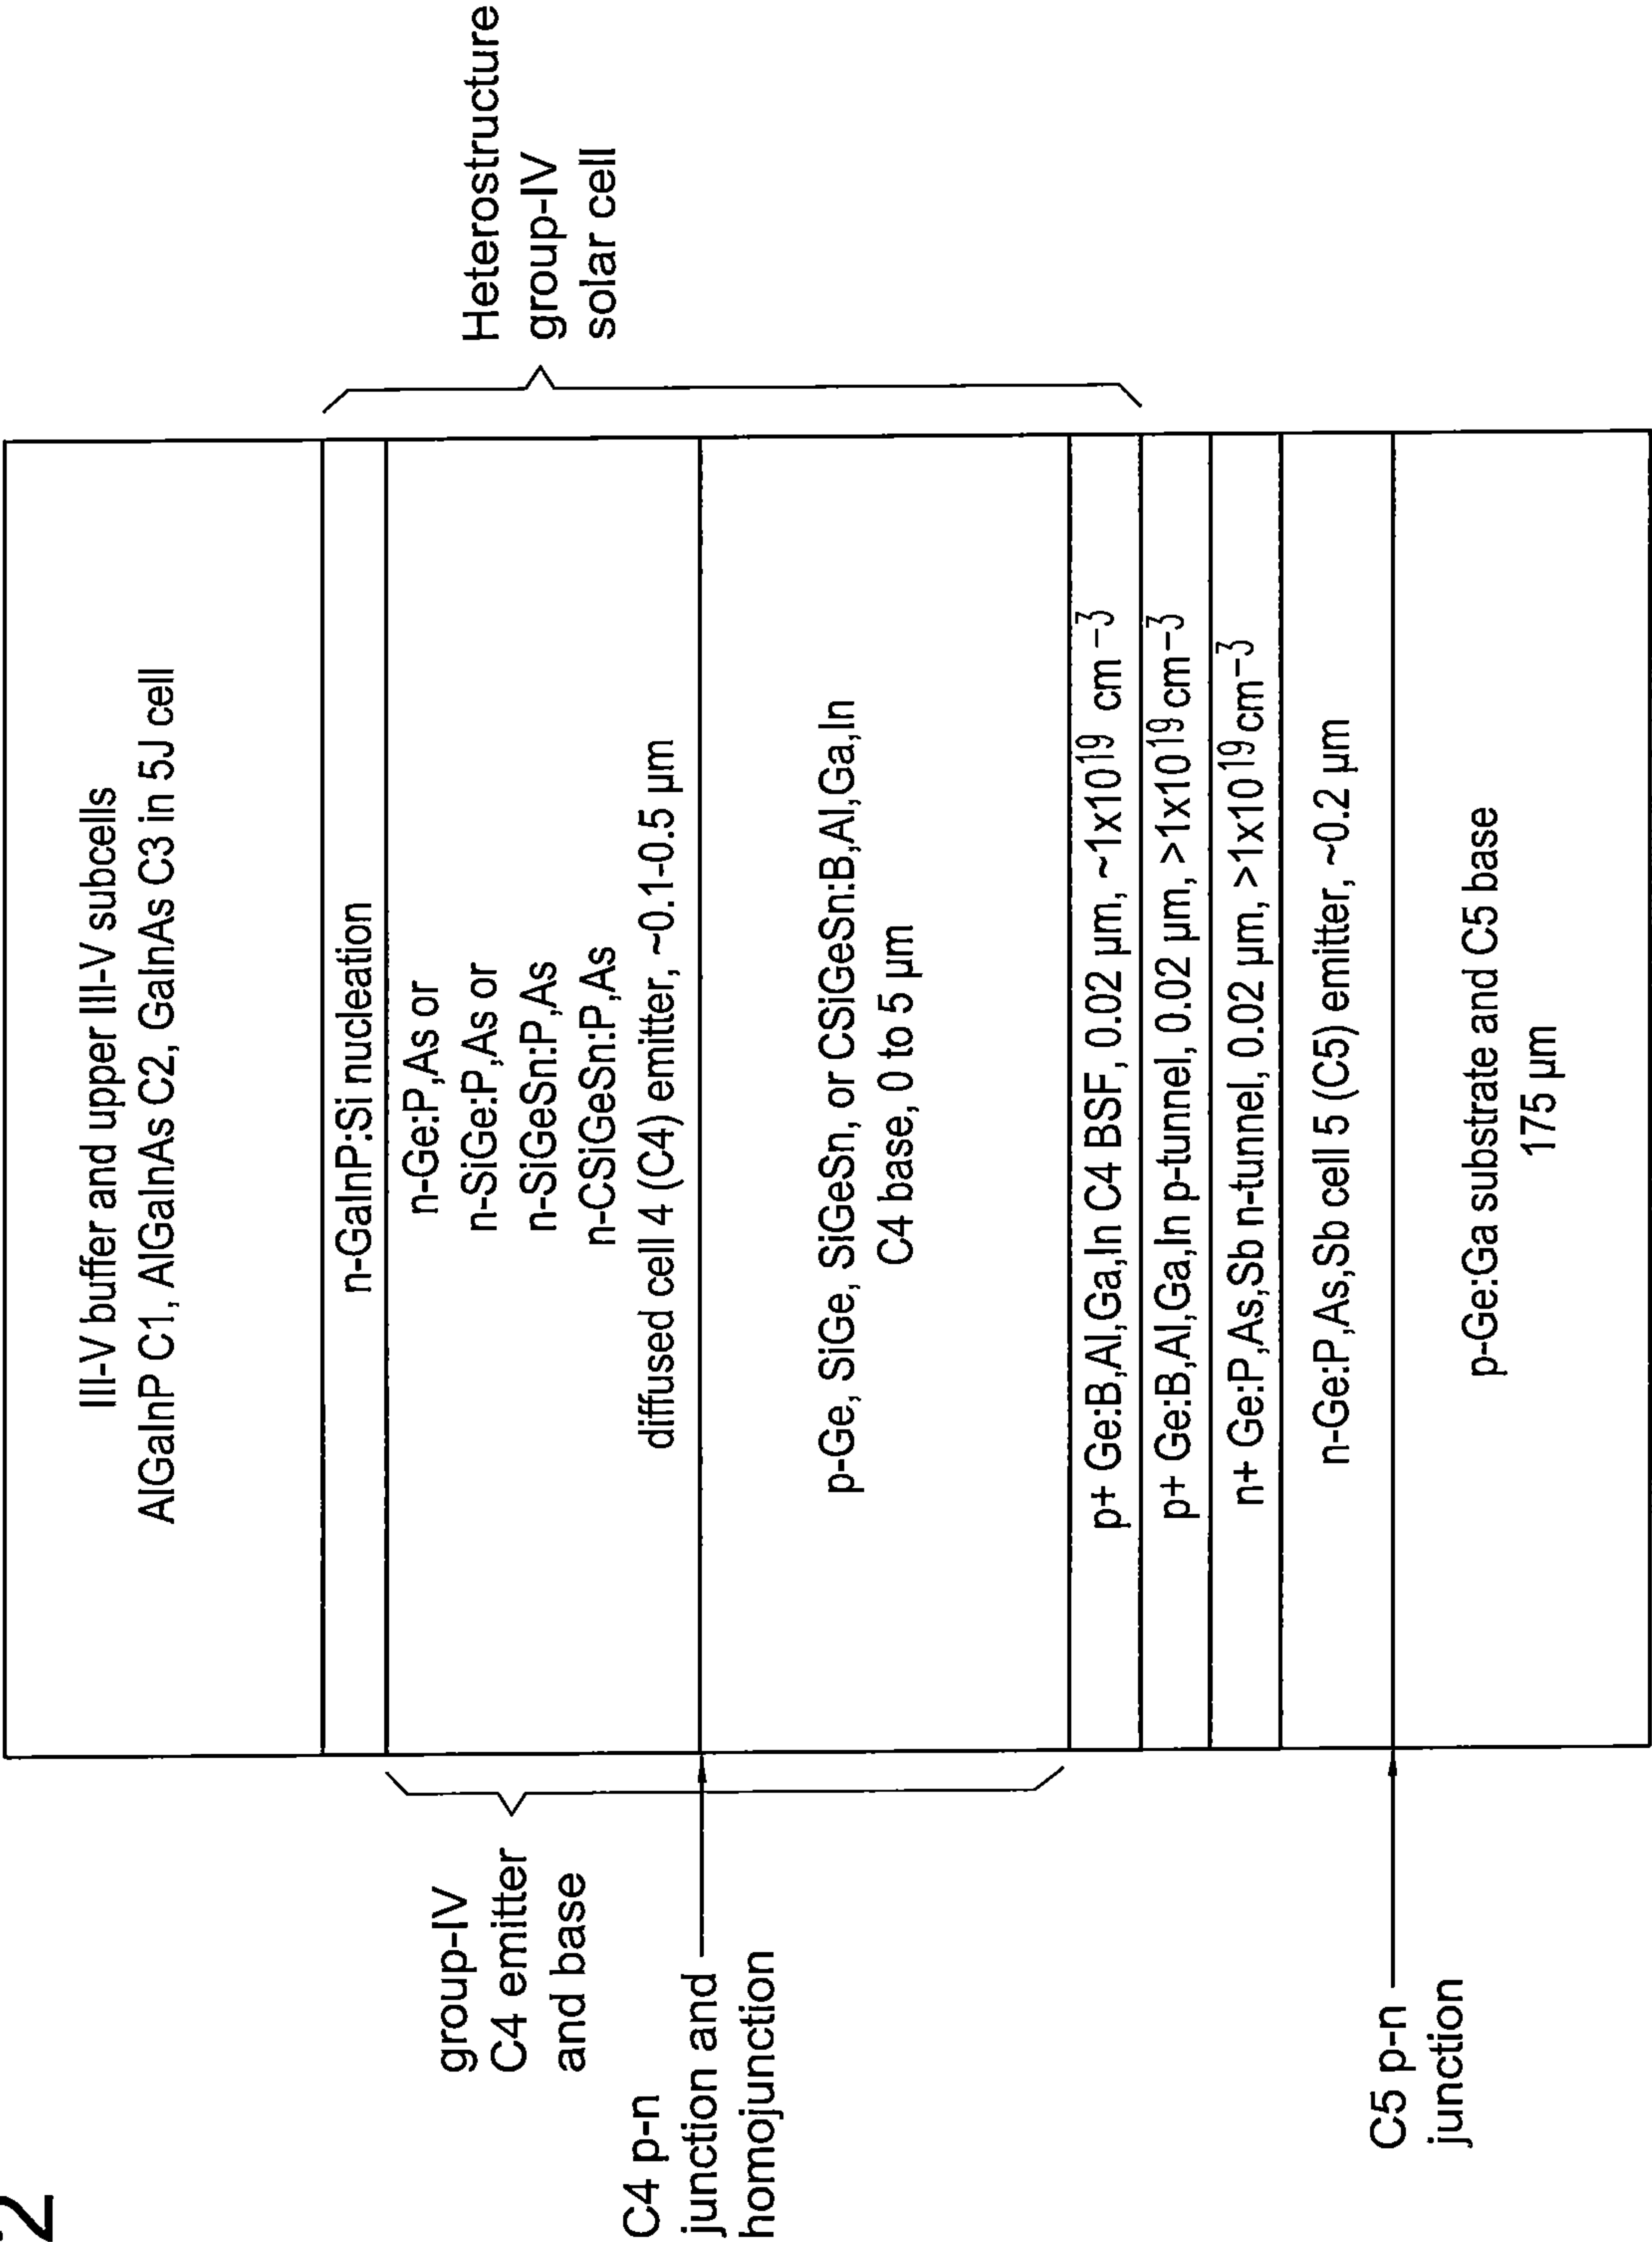 2
III-V buffer and upper III-V subcells
AlGaInP C1, AlGaInAs C2, GaInAs C3 in 5J cell
n-GaInP:Si nucleation
n-Ge:P,As or
n-SiGe:P,As or
n-SiGeSn:P,As
n-CSiGeSn:P,As
diffused cell 4 (C4) emitter, ~0.1-0.5 µm
p-Ge, SiGe, SiGeSn, or CSiGeSn:B,Al,Ga,In
C4 base, 0 to 5 µm
p+ Ge:B,Al,Ga,In C4 BSF, 0.02 µm, ~1x10¹⁹ cm⁻³
p+ Ge:B,Al,Ga,In p-tunnel, 0.02 µm, >1x10¹⁹ cm⁻³
n+ Ge:P,As,Sb n-tunnel, 0.02 µm, >1x10¹⁹ cm⁻³
n-Ge:P,As,Sb cell 5 (C5) emitter, ~0.2 µm
p-Ge:Ga substrate and C5 base
175 µm
group-IV
C4 emitter
and base
C4 p-n
junction and
homojunction
C5 p-n
junction
Heterostructure
group-IV
solar cell